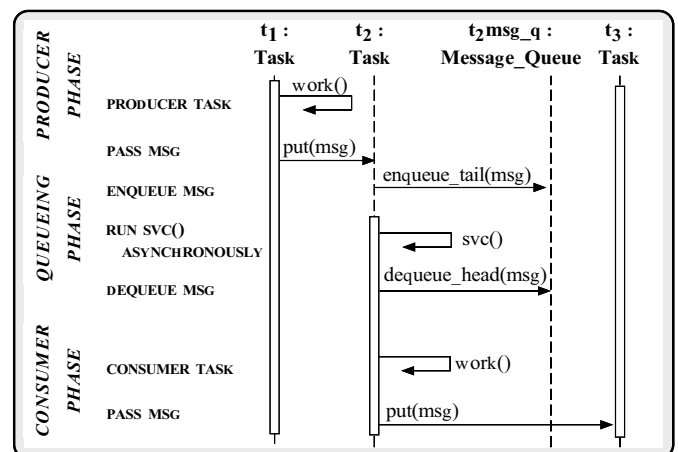 t1 : t2 : t2msg_q : t3 :
Task Task Message_Queue Task
PRODUCER
PHASE
work()
PRODUCER TASK
PASS MSG put(msg)
QUEUEING
PHASE
ENQUEUE MSG enqueue_tail(msg)
RUN SVC()
ASYNCHRONOUSLY
svc()
DEQUEUE MSG dequeue_head(msg)
CONSUMER
PHASE
CONSUMER TASK work()
PASS MSG put(msg)